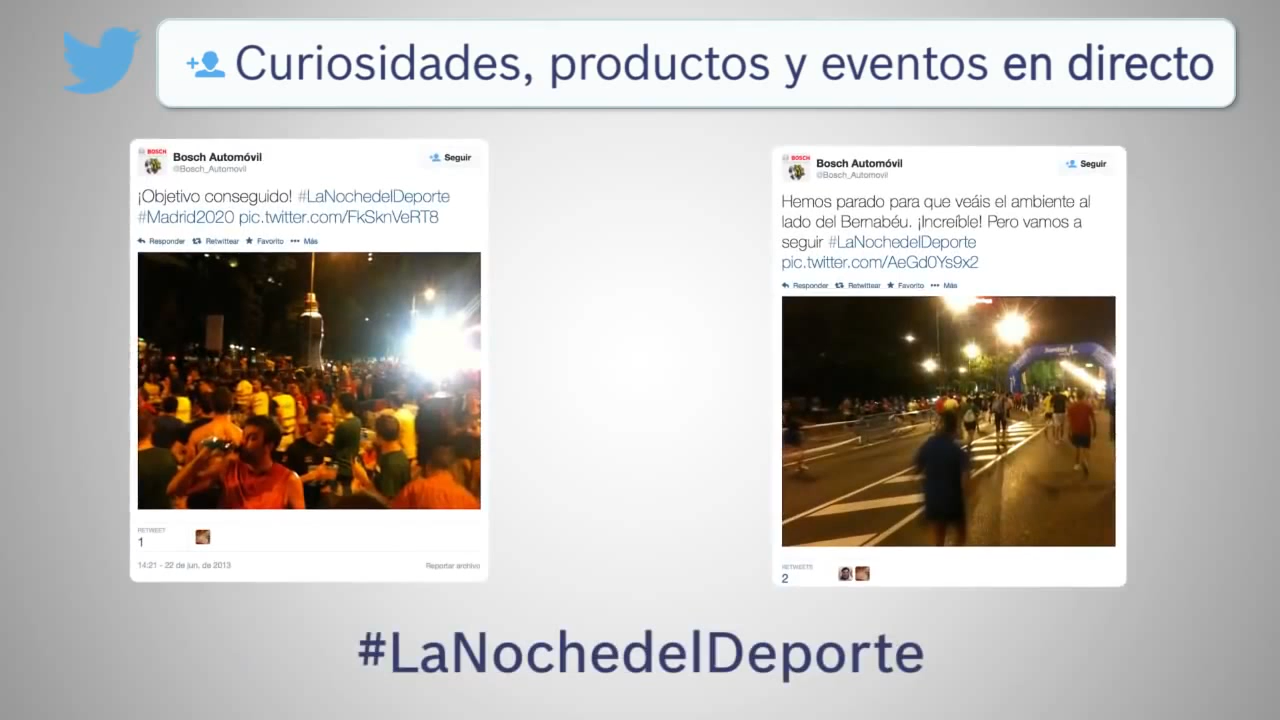 Curiosidades, productos y eventos en directo
BOSCH
Bosch Automóvil
@Bosch_Automovil
Seguir
¡Objetivo conseguido! #LaNochedelDeporte
#Madrid2020 pic.twitter.com/FkSknVeRT8
Responder Retwittear Favorito ••• Más
RETWEET
1
14:21 - 22 de jun. de 2013
Reportar archivo
BOSCH
Bosch Automóvil
@Bosch_Automovil
Seguir
Hemos parado para que veáis el ambiente al
lado del Bernabéu. ¡Increíble! Pero vamos a
seguir #LaNochedelDeporte
pic.twitter.com/AeGd0Ys9x2
Responder Retwittear Favorito ••• Más
RETWEETS
2
#LaNochedelDeporte